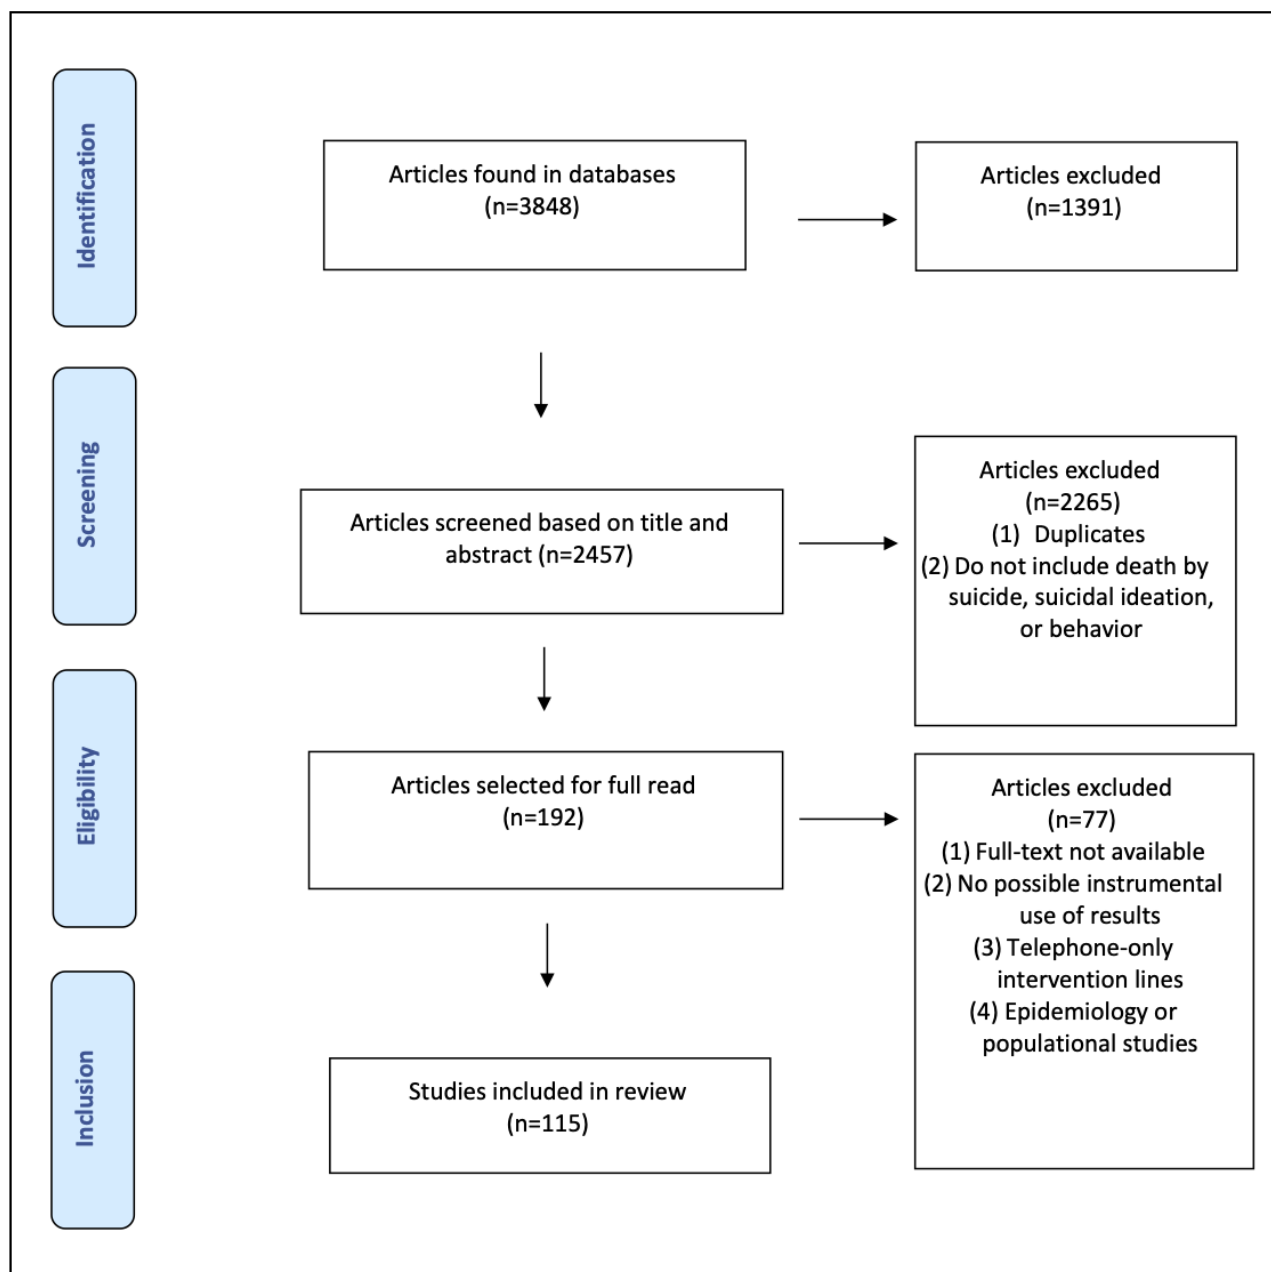 Identification
Articles found in databases
(n=3848)
Articles excluded
(n=1391)
Screening
Articles screened based on title and
abstract (n=2457)
Articles excluded
(n=2265)
(1) Duplicates
(2) Do not include death by
suicide, suicidal ideation,
or behavior
Eligibility
Articles selected for full read
(n=192)
Articles excluded
(n=77)
(1) Full-text not available
(2) No possible instrumental
use of results
(3) Telephone-only
intervention lines
(4) Epidemiology or
populational studies
Inclusion
Studies included in review
(n=115)